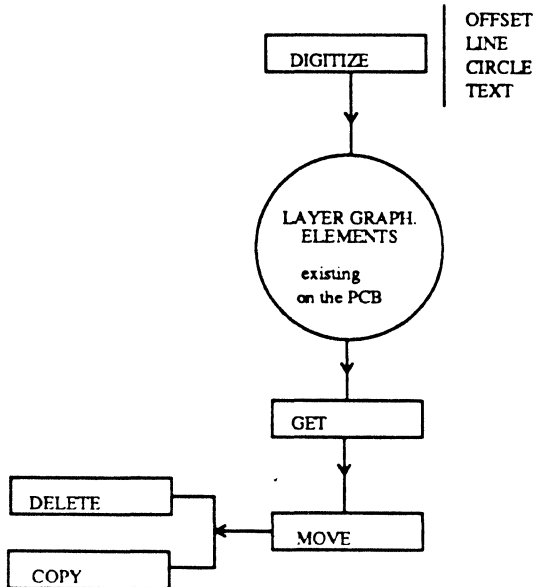 OFFSET
LINE
CIRCLE
TEXT
DIGITIZE
LAYER GRAPH.
ELEMENTS
existing
on the PCB
GET
MOVE
DELETE
COPY